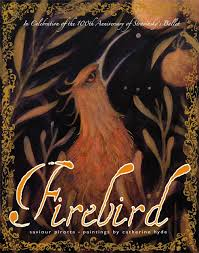 In Celebration of the 100th Anniversary of Stravinsky's Ballet
Firebird
saviour pirotta • paintings by catherine hyde